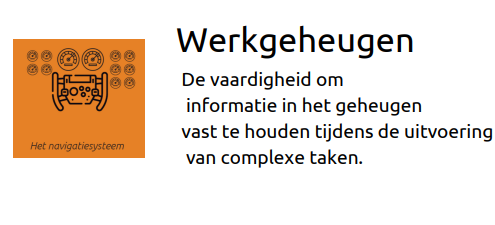 Werkgeheugen
De vaardigheid om
informatie in het geheugen
vast te houden tijdens de uitvoering
van complexe taken.
Het navigatiesysteem